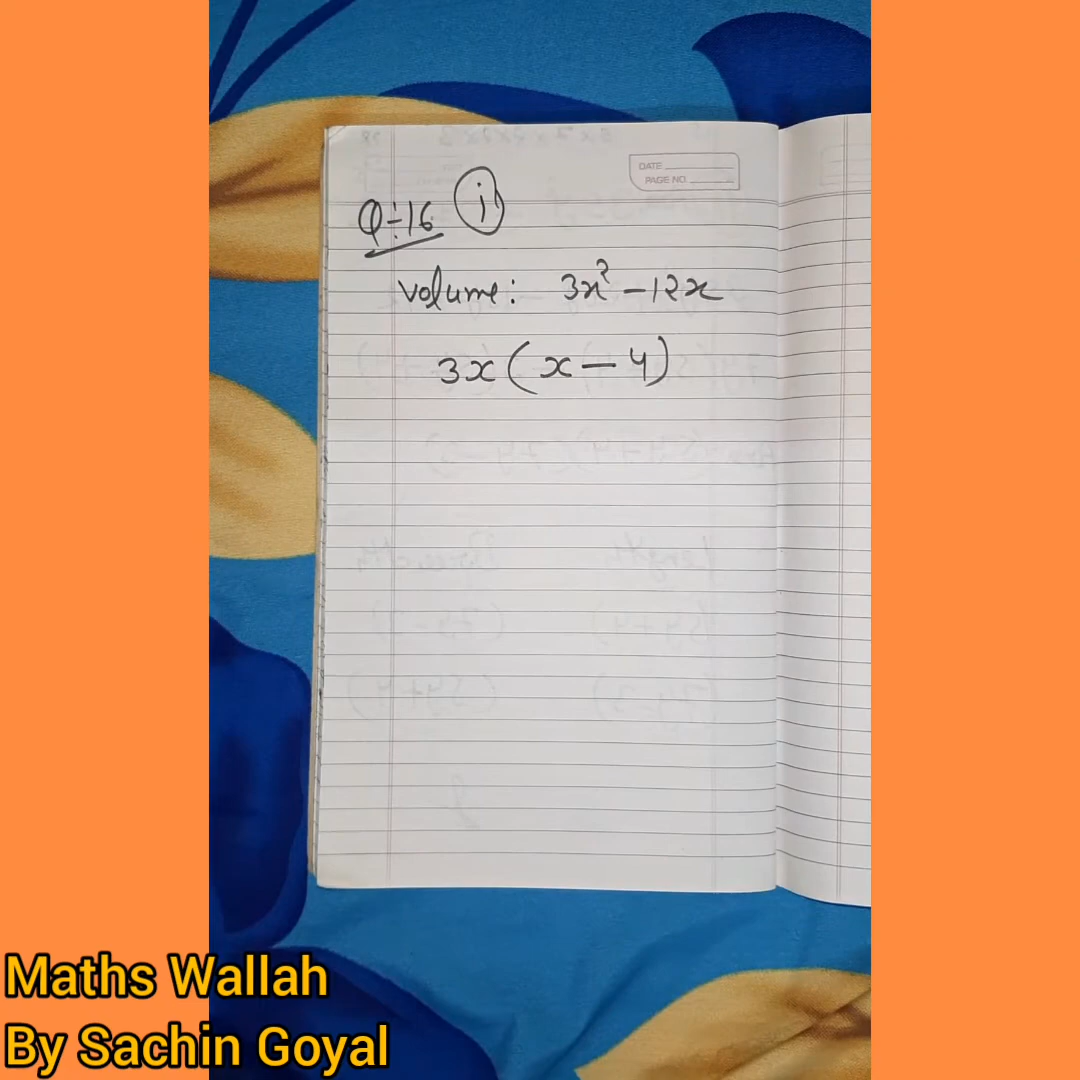 DATE
PAGE NO.
Q-16 (i)
Volume: 3x² - 12x
3x(x - 4)
Maths Wallah
By Sachin Goyal